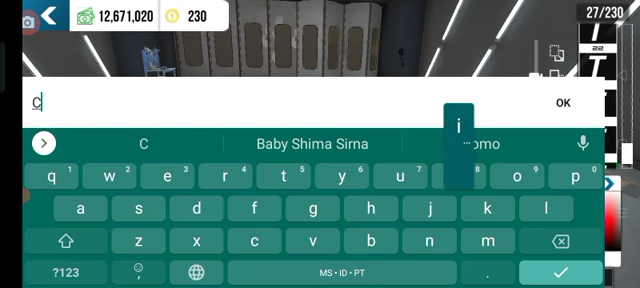 12,671,020 230 27/230
22
C OK
C Baby Shima Sirna omo
i
q 1 w 2 e 3 r 4 t 5 y 6 u 7 8 o 9 p 0
a s d f g h j k l
z x c v b n m
?123 , MS • ID • PT .